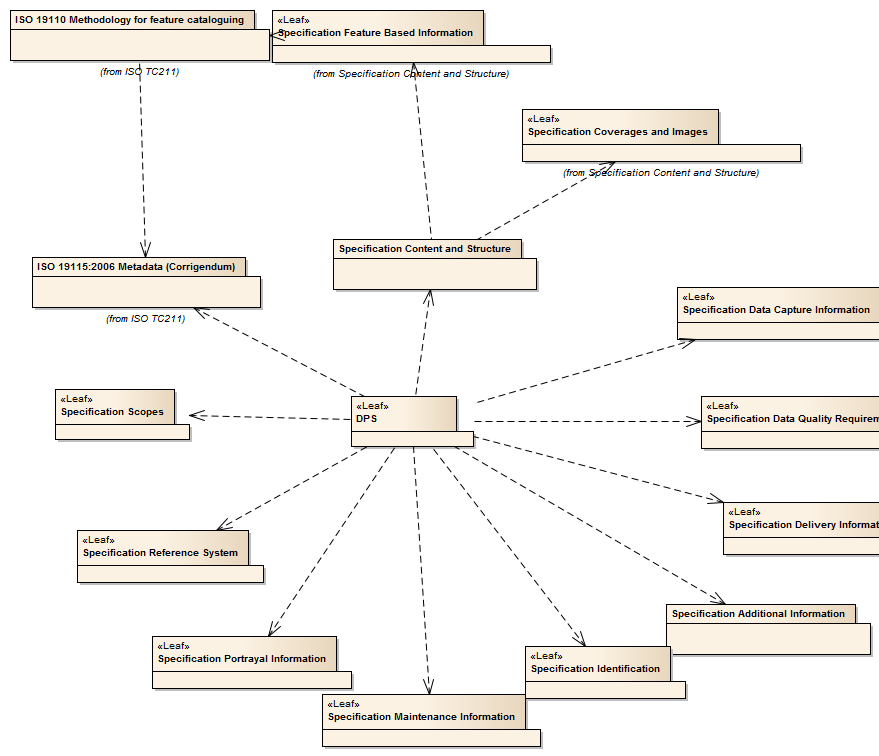 ISO 19110 Methodology for feature cataloguing
(from ISO TC211)
«Leaf»
Specification Feature Based Information
(from Specification Content and Structure)
«Leaf»
Specification Coverages and Images
(from Specification Content and Structure)
Specification Content and Structure
ISO 19115:2006 Metadata (Corrigendum)
(from ISO TC211)
«Leaf»
Specification Data Capture Information
«Leaf»
Specification Scopes
«Leaf»
DPS
«Leaf»
Specification Data Quality Requirem
«Leaf»
Specification Delivery Informat
«Leaf»
Specification Reference System
Specification Additional Information
«Leaf»
Specification Portrayal Information
«Leaf»
Specification Identification
«Leaf»
Specification Maintenance Information